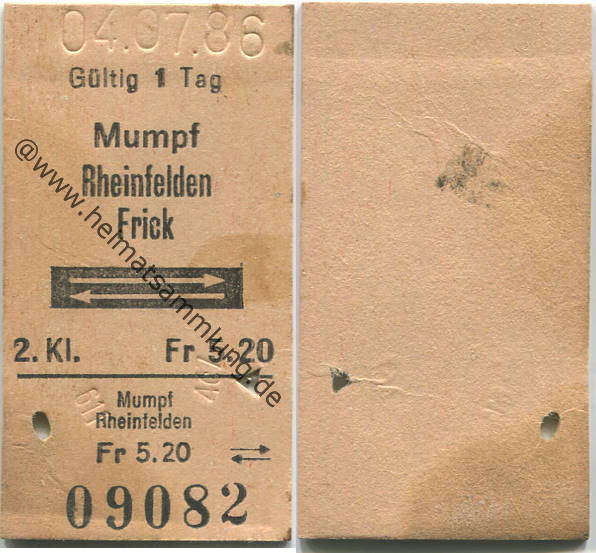 04.07.86
Gültig 1 Tag
Mumpf
Rheinfelden
Frick
2. Kl. Fr 5.20
Mumpf
Rheinfelden
Fr 5.20
09082
@www.heimatsammlung.de